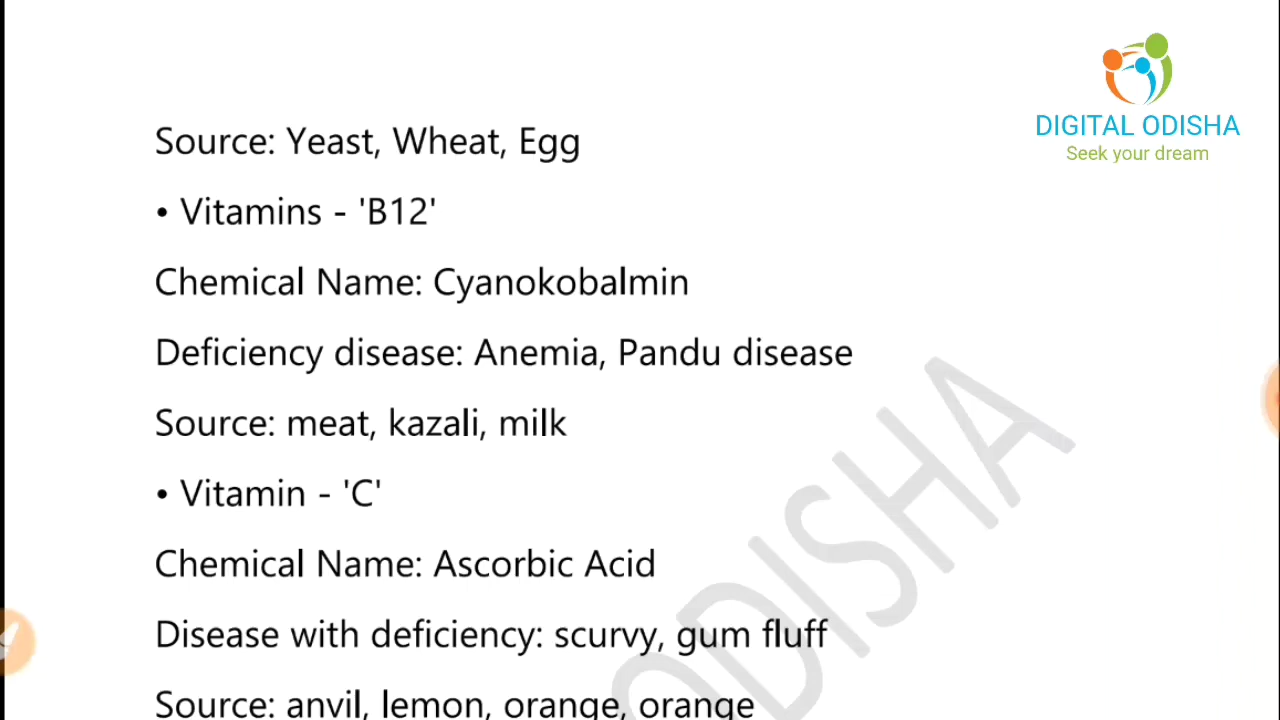 DIGITAL ODISHA
Seek your dream
Source: Yeast, Wheat, Egg
• Vitamins - 'B12'
Chemical Name: Cyanokobalmin
Deficiency disease: Anemia, Pandu disease
Source: meat, kazali, milk
• Vitamin - 'C'
Chemical Name: Ascorbic Acid
Disease with deficiency: scurvy, gum fluff
Source: anvil, lemon, orange, orange
ODISHA